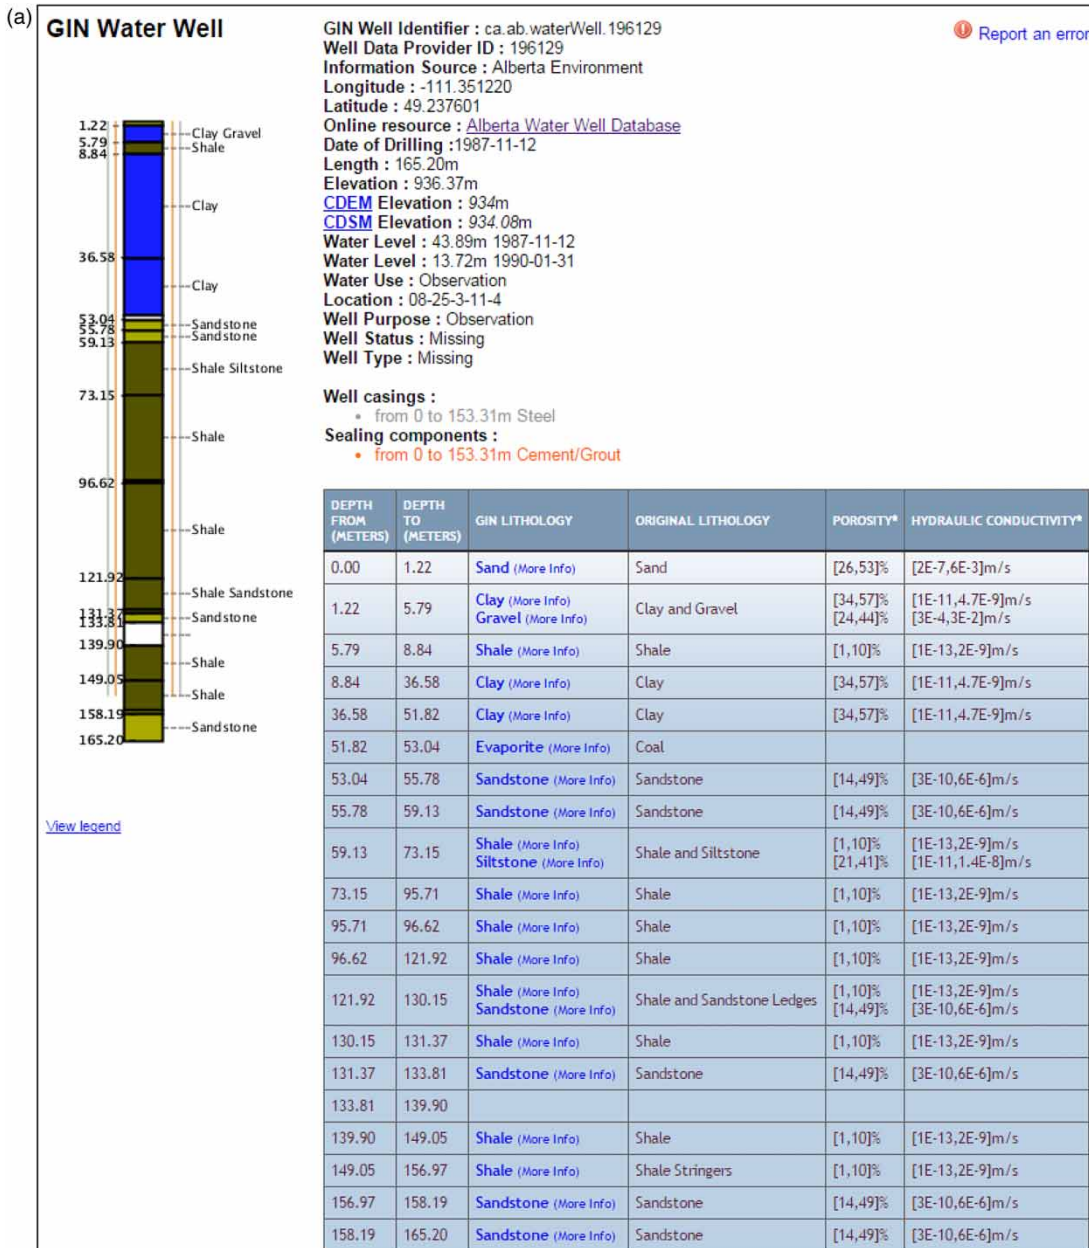 (a)
GIN Water Well
GIN Well Identifier : ca.ab.waterWell.196129
Well Data Provider ID : 196129
Information Source : Alberta Environment
Longitude : -111.351220
Latitude : 49.237601
Online resource : Alberta Water Well Database
Date of Drilling :1987-11-12
Length : 165.20m
Elevation : 936.37m
CDEM Elevation : 934m
CDSM Elevation : 934.08m
Water Level : 43.89m 1987-11-12
Water Level : 13.72m 1990-01-31
Water Use : Observation
Location : 08-25-3-11-4
Well Purpose : Observation
Well Status : Missing
Well Type : Missing
Well casings :
• from 0 to 153.31m Steel
Sealing components :
• from 0 to 153.31m Cement/Grout
Report an error
1.22
Clay Gravel
5.79
Shale
8.84
Clay
36.58
Clay
53.04
Sandstone
55.78
Sandstone
59.13
Shale Siltstone
73.15
Shale
96.62
Shale
121.92
Shale Sandstone
131.37
Sandstone
133.81
139.90
Shale
149.05
Shale
158.19
Sandstone
165.20
View legend
DEPTH FROM (METERS) DEPTH TO (METERS) GIN LITHOLOGY ORIGINAL LITHOLOGY POROSITY* HYDRAULIC CONDUCTIVITY*
0.00 1.22 Sand (More Info) Sand [26,53]% [2E-7,6E-3]m/s
1.22 5.79 Clay (More Info) Gravel (More Info) Clay and Gravel [34,57]% [24,44]% [1E-11,4.7E-9]m/s [3E-4,3E-2]m/s
5.79 8.84 Shale (More Info) Shale [1,10]% [1E-13,2E-9]m/s
8.84 36.58 Clay (More Info) Clay [34,57]% [1E-11,4.7E-9]m/s
36.58 51.82 Clay (More Info) Clay [34,57]% [1E-11,4.7E-9]m/s
51.82 53.04 Evaporite (More Info) Coal
53.04 55.78 Sandstone (More Info) Sandstone [14,49]% [3E-10,6E-6]m/s
55.78 59.13 Sandstone (More Info) Sandstone [14,49]% [3E-10,6E-6]m/s
59.13 73.15 Shale (More Info) Siltstone (More Info) Shale and Siltstone [1,10]% [21,41]% [1E-13,2E-9]m/s [1E-11,1.4E-8]m/s
73.15 95.71 Shale (More Info) Shale [1,10]% [1E-13,2E-9]m/s
95.71 96.62 Shale (More Info) Shale [1,10]% [1E-13,2E-9]m/s
96.62 121.92 Shale (More Info) Shale [1,10]% [1E-13,2E-9]m/s
121.92 130.15 Shale (More Info) Sandstone (More Info) Shale and Sandstone Ledges [1,10]% [14,49]% [1E-13,2E-9]m/s [3E-10,6E-6]m/s
130.15 131.37 Shale (More Info) Shale [1,10]% [1E-13,2E-9]m/s
131.37 133.81 Sandstone (More Info) Sandstone [14,49]% [3E-10,6E-6]m/s
133.81 139.90
139.90 149.05 Shale (More Info) Shale [1,10]% [1E-13,2E-9]m/s
149.05 156.97 Shale (More Info) Shale Stringers [1,10]% [1E-13,2E-9]m/s
156.97 158.19 Sandstone (More Info) Sandstone [14,49]% [3E-10,6E-6]m/s
158.19 165.20 Sandstone (More Info) Sandstone [14,49]% [3E-10,6E-6]m/s